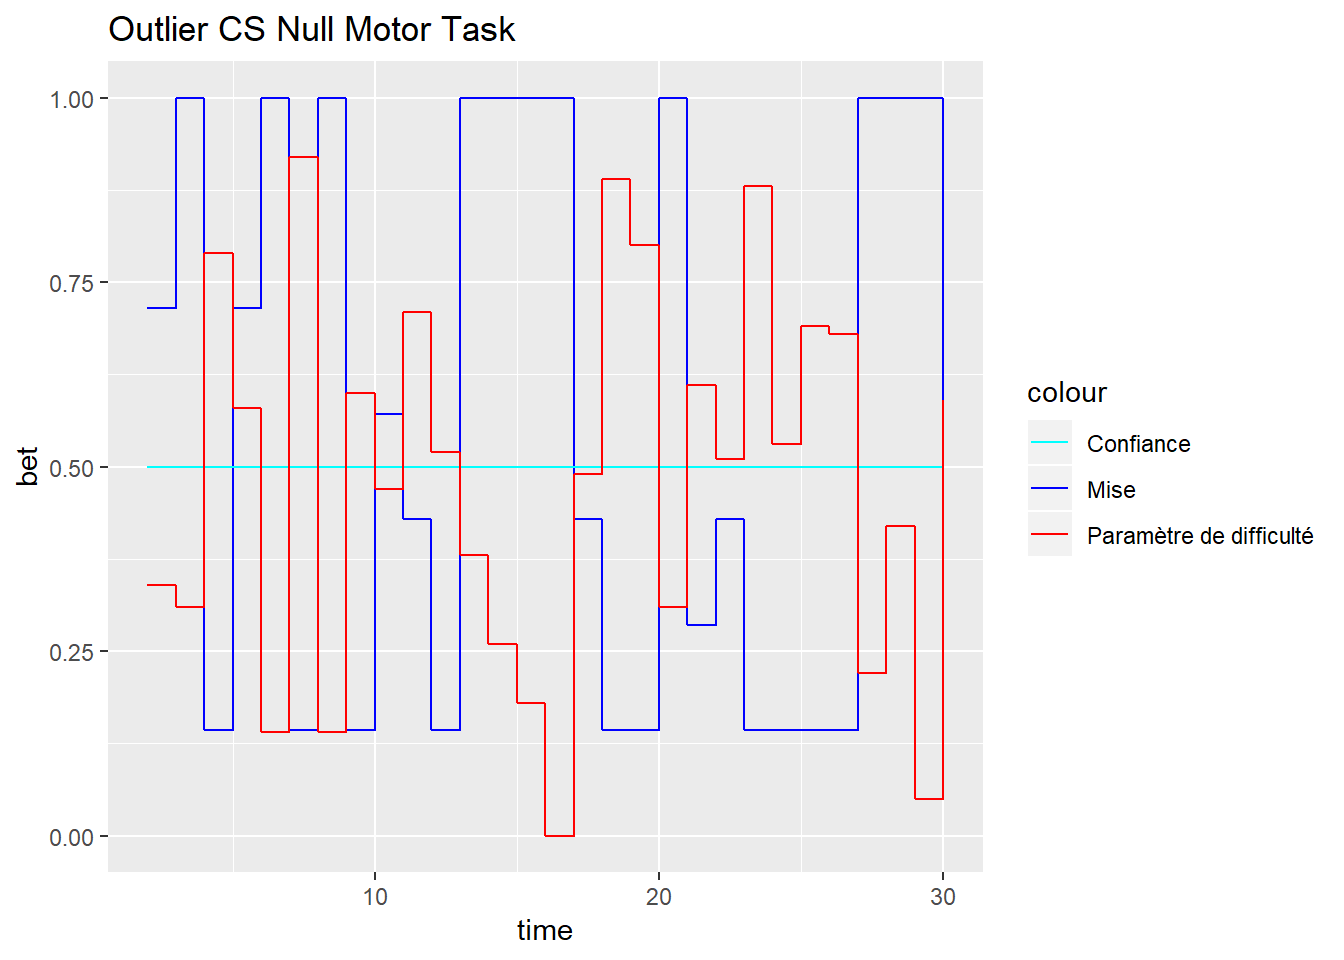 Outlier CS Null Motor Task
1.00
0.75
0.50
0.25
0.00
bet
10
20
30
time
colour
Confiance
Mise
Paramètre de difficulté